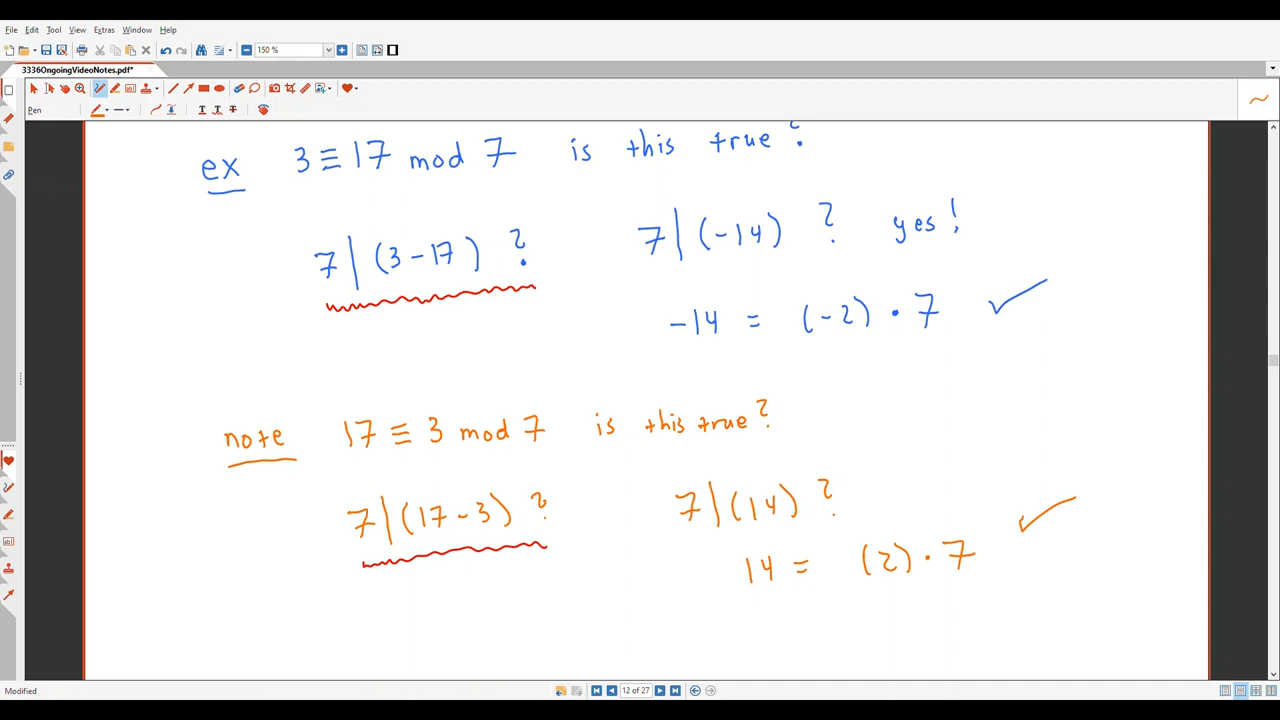 File Edit Tool View Extras Window Help
150 %
3336OngoingVideoNotes.pdf*
Pen
ex 3 ≡ 17 mod 7 is this true?
7 | (3 - 17) ? 7 | (-14) ? yes!
-14 = (-2) • 7 ✓
note 17 ≡ 3 mod 7 is this true?
7 | (17 - 3) ? 7 | (14) ?
14 = (2) • 7 ✓
Modified 12 of 27